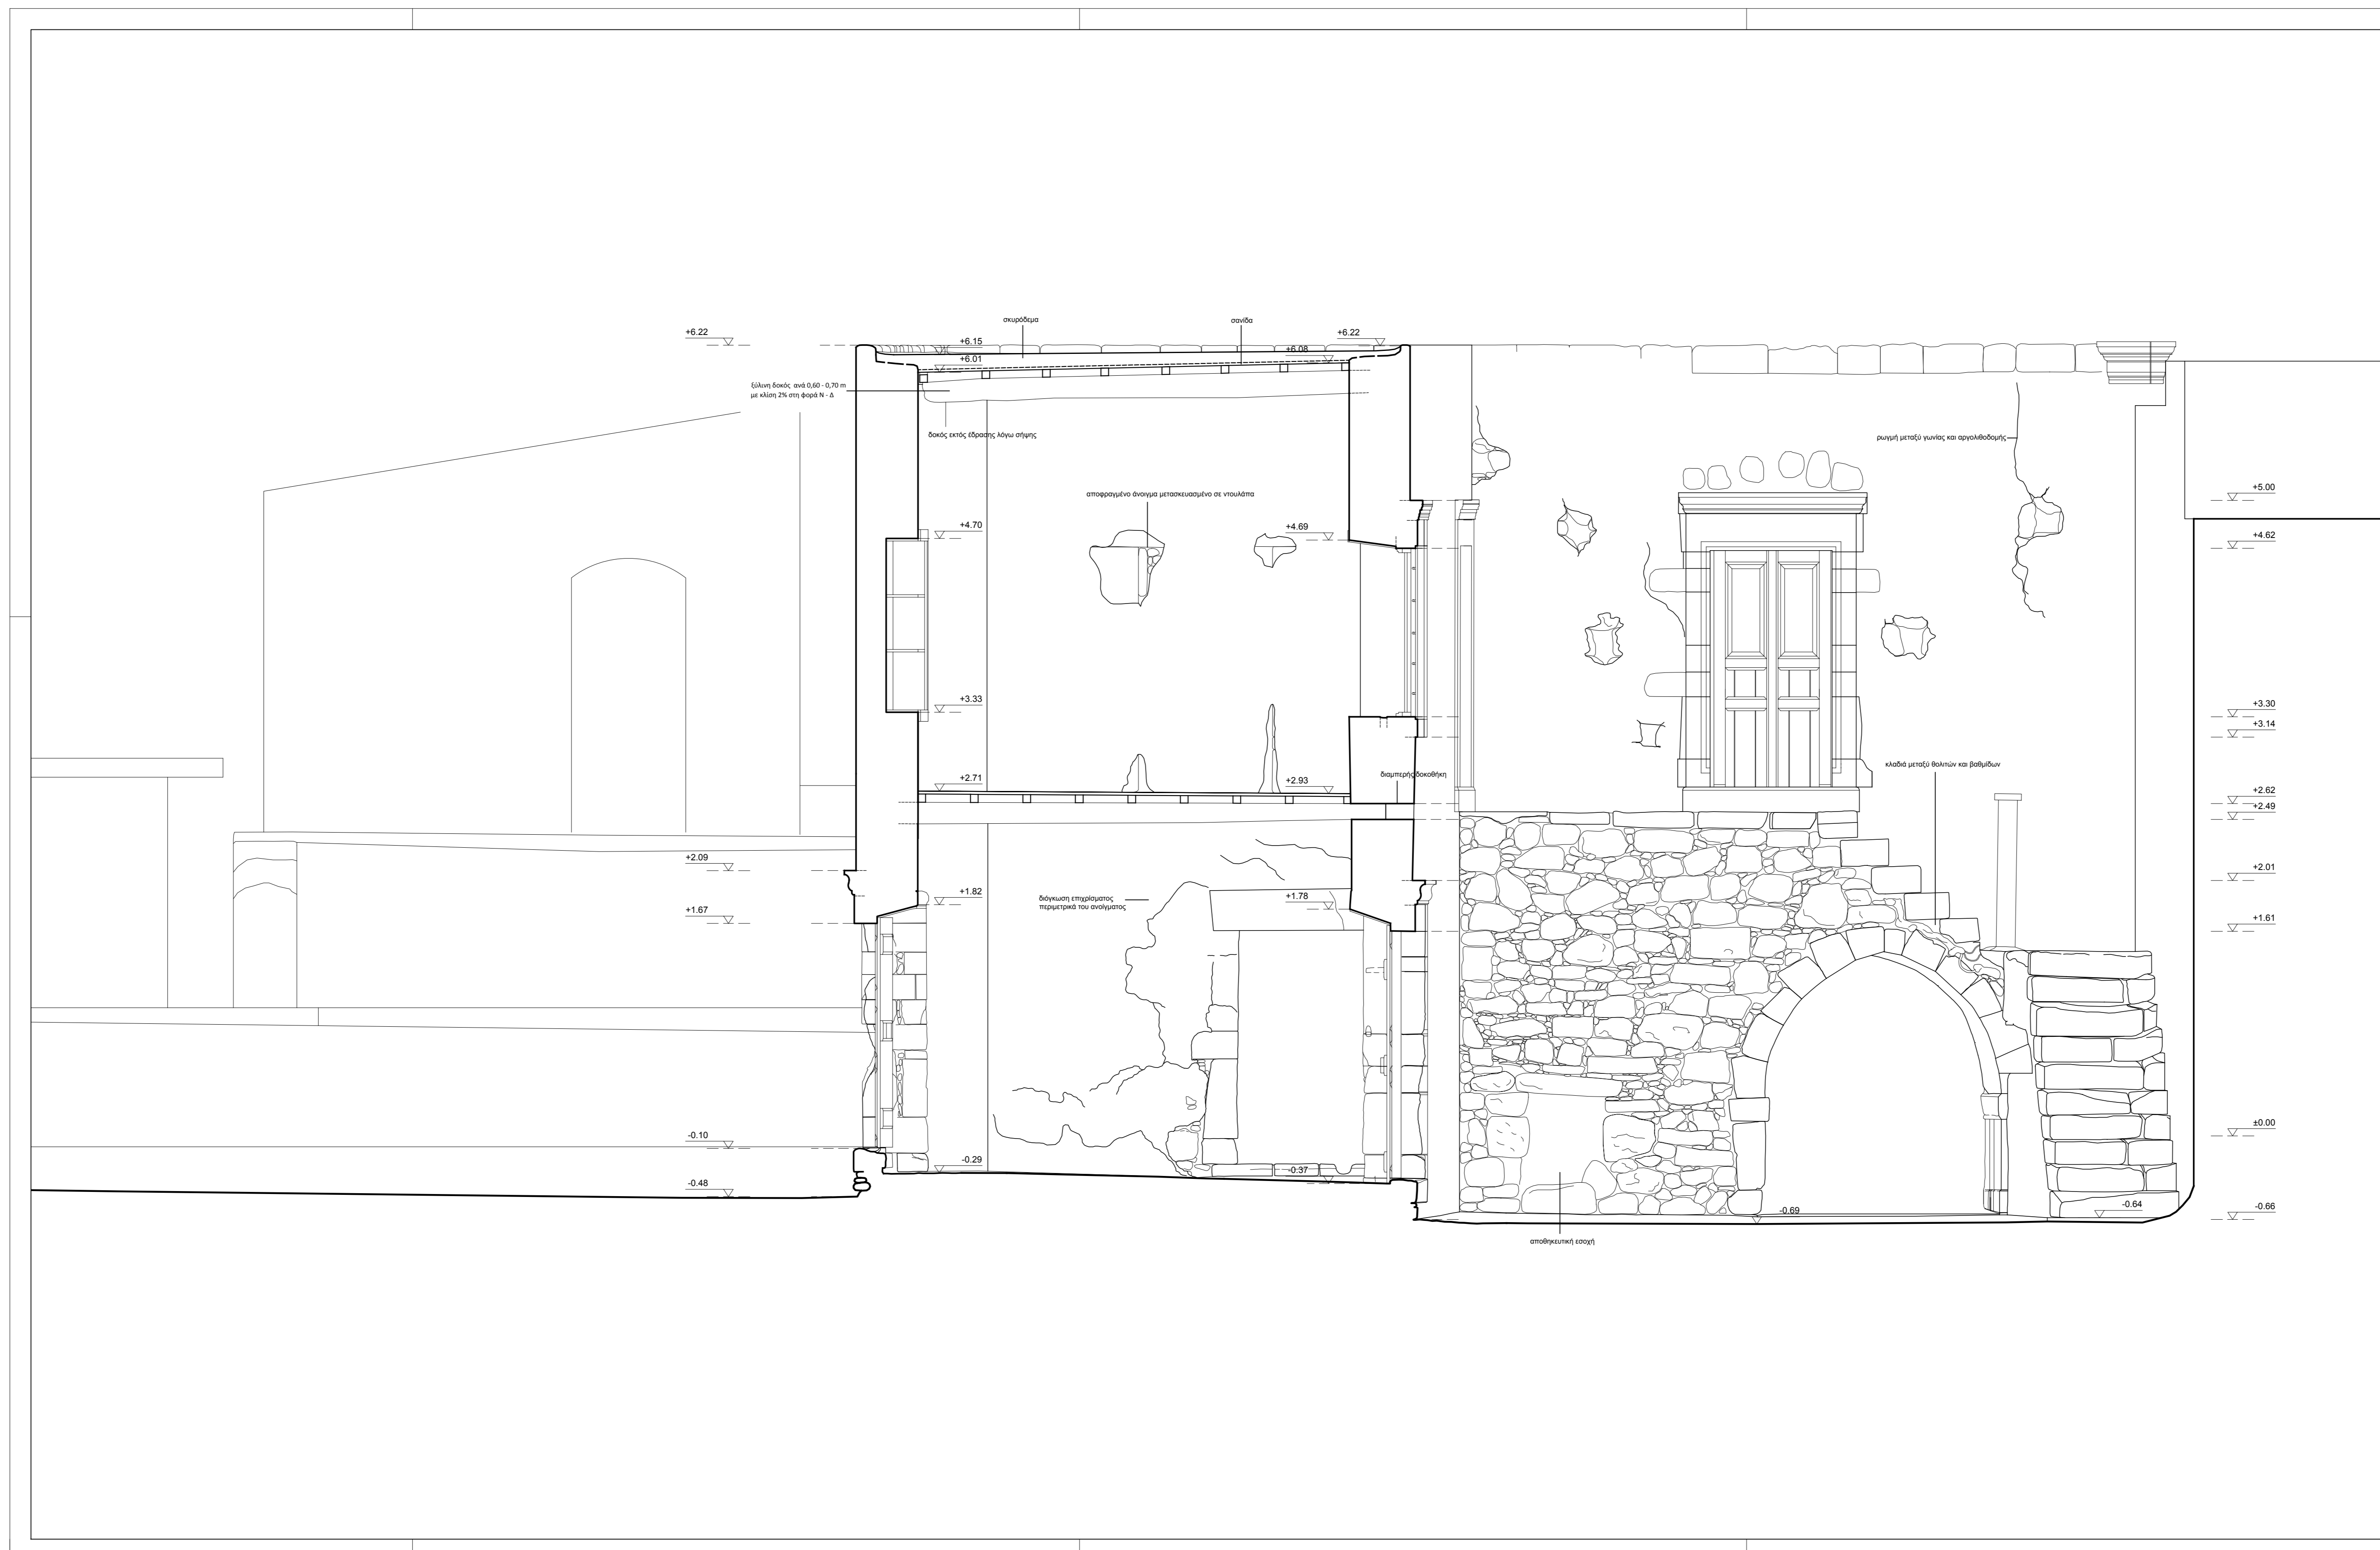 σκυρόδεμα
σανίδα
+6.22
+6.15
+6.22
+6.08
+6.01
ξύλινη δοκός ανά 0,60 - 0,70 m
με κλίση 2% στη φορά Ν - Δ
δοκός εκτός έδρασης λόγω σήψης
ρωγμή μεταξύ γωνίας και αργολιθοδομής
αποφραγμένο άνοιγμα μετασκευασμένο σε ντουλάπα
+5.00
+4.70
+4.69
+4.62
+3.33
+3.30
+3.14
κλαδιά μεταξύ θολιτών και βαθμίδων
διαμπερής δοκοθήκη
+2.71
+2.93
+2.62
+2.49
+2.09
+2.01
+1.82
διόγκωση επιχρίσματος
περιμετρικά του ανοίγματος
+1.78
+1.67
+1.61
±0.00
-0.10
-0.29
-0.37
-0.48
-0.69
-0.64
-0.66
αποθηκευτική εσοχή